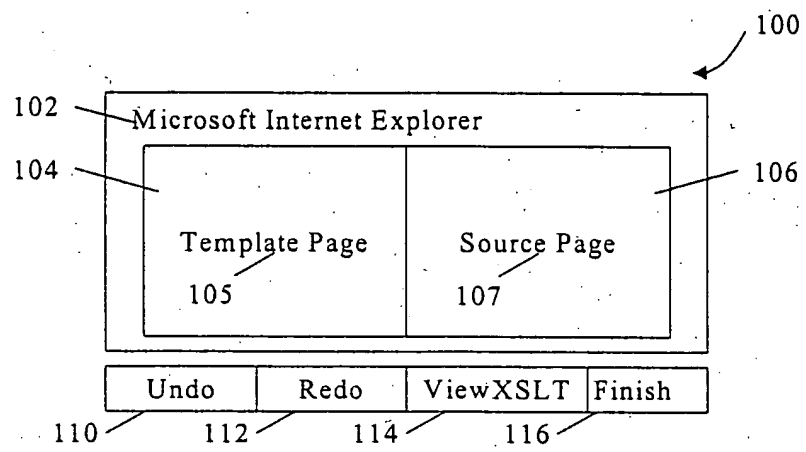 100
102
Microsoft Internet Explorer
104
106
Template Page
Source Page
105
107
Undo
Redo
ViewXSLT
Finish
110
112
114
116